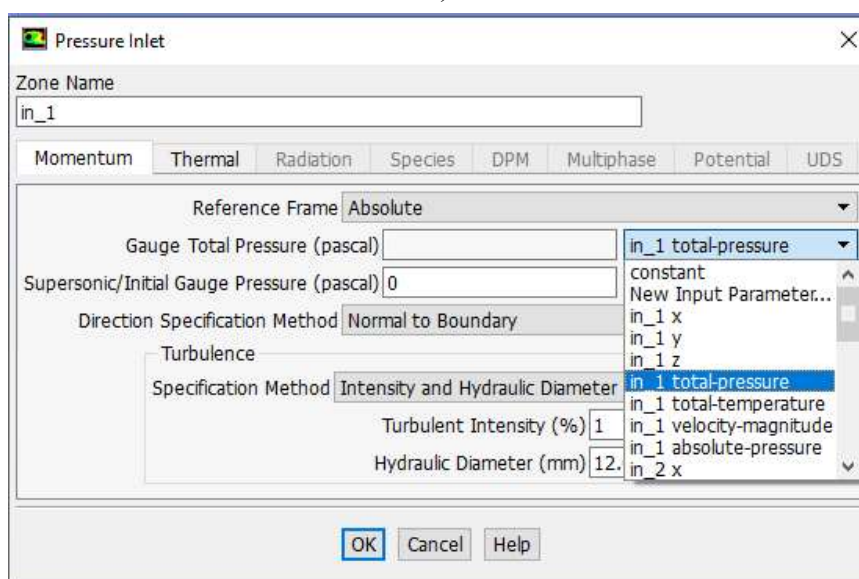 Pressure Inlet
Zone Name
in_1
Momentum Thermal Radiation Species DPM Multiphase Potential UDS
Reference Frame Absolute
Gauge Total Pressure (pascal) in_1 total-pressure
Supersonic/Initial Gauge Pressure (pascal) 0
constant
New Input Parameter...
Direction Specification Method Normal to Boundary
in_1 x
in_1 y
Turbulence
in_1 z
in_1 total-pressure
Specification Method Intensity and Hydraulic Diameter
in_1 total-temperature
Turbulent Intensity (%) 1
in_1 velocity-magnitude
in_1 absolute-pressure
Hydraulic Diameter (mm) 12.
in_2 x
OK Cancel Help